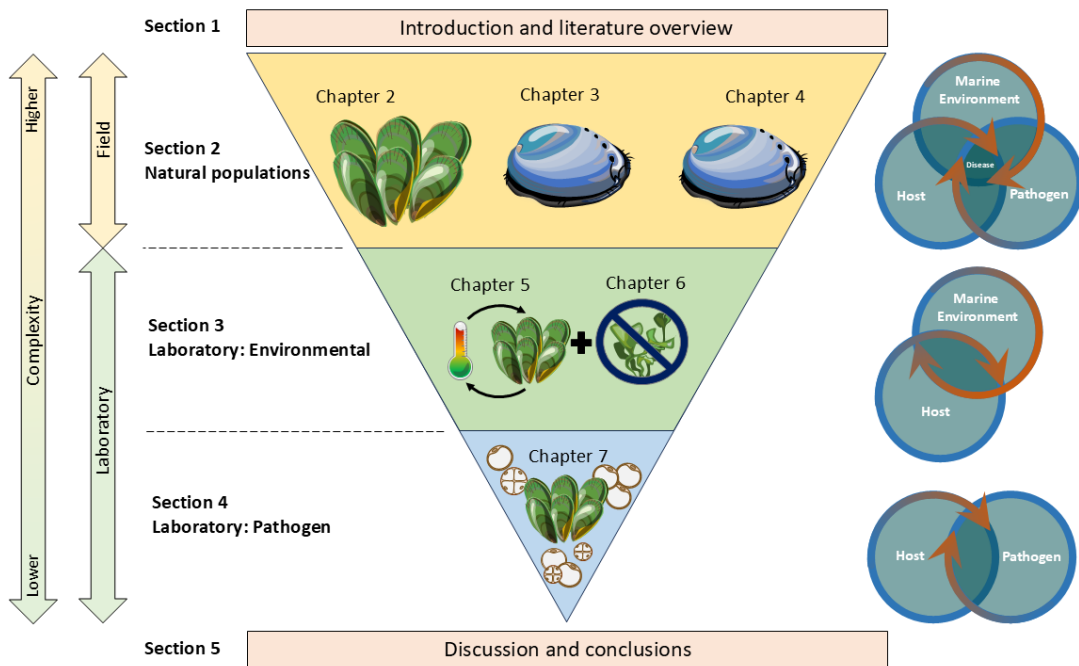 Section 1
Introduction and literature overview
Higher
Complexity
Lower
Field
Laboratory
Section 2
Natural populations
Chapter 2
Chapter 3
Chapter 4
Marine
Environment
Disease
Host
Pathogen
Section 3
Laboratory: Environmental
Chapter 5
Chapter 6
Marine
Environment
Host
Section 4
Laboratory: Pathogen
Chapter 7
Host
Pathogen
Section 5
Discussion and conclusions